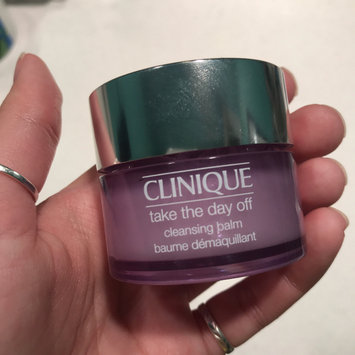 CLINIQUE
take the day off
cleansing balm
baume démaquillant